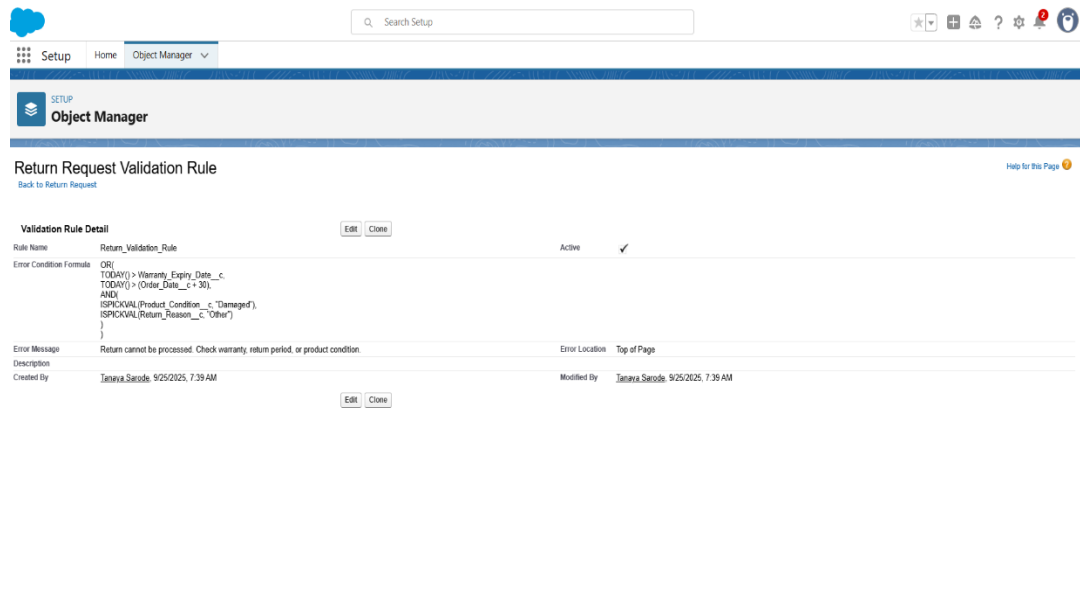 Search Setup
2
Setup
Home
Object Manager
SETUP
Object Manager
Return Request Validation Rule
Help for this Page
Back to Return Request
Validation Rule Detail
Edit
Clone
Rule Name
Return_Validation_Rule
Active
Error Condition Formula
OR(
TODAY() > Warranty_Expiry_Date__c,
TODAY() > (Order_Date__c + 30),
AND(
ISPICKVAL(Product_Condition__c, "Damaged"),
ISPICKVAL(Return_Reason__c, "Other")
)
)
Error Message
Return cannot be processed. Check warranty, return period, or product condition.
Error Location
Top of Page
Description
Created By
Tanaya Sarode, 9/25/2025, 7:39 AM
Modified By
Tanaya Sarode, 9/25/2025, 7:39 AM
Edit
Clone